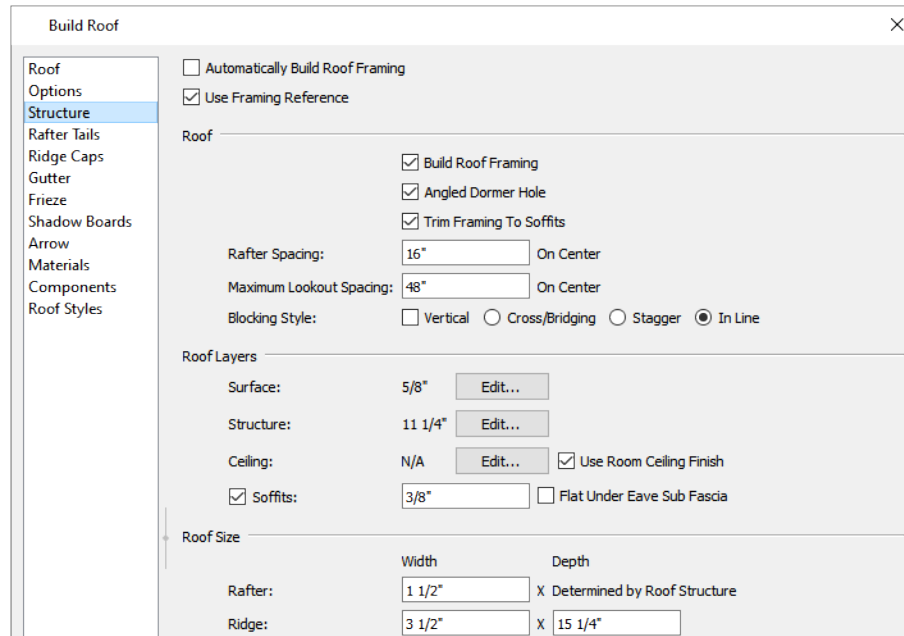 Build Roof
Roof
Options
Structure
Rafter Tails
Ridge Caps
Gutter
Frieze
Shadow Boards
Arrow
Materials
Components
Roof Styles
Automatically Build Roof Framing
Use Framing Reference
Roof
Build Roof Framing
Angled Dormer Hole
Trim Framing To Soffits
Rafter Spacing: 16" On Center
Maximum Lookout Spacing: 48" On Center
Blocking Style: Vertical Cross/Bridging Stagger In Line
Roof Layers
Surface: 5/8" Edit...
Structure: 11 1/4" Edit...
Ceiling: N/A Edit... Use Room Ceiling Finish
Soffits: 3/8" Flat Under Eave Sub Fascia
Roof Size
Width Depth
Rafter: 1 1/2" X Determined by Roof Structure
Ridge: 3 1/2" X 15 1/4"